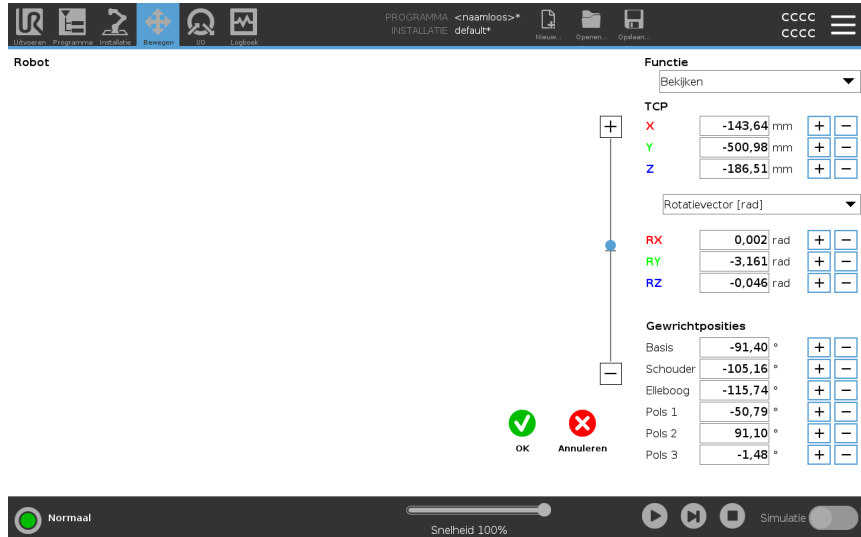 UR
Uitvoeren Programma Installatie Bewegen I/O Logboek
PROGRAMMA <naamloos>*
INSTALLATIE default*
Nieuw... Openen... Opslaan...
CCCC
CCCC
Robot
Functie
Bekijken
TCP
X -143,64 mm + −
Y -500,98 mm + −
Z -186,51 mm + −
Rotatievector [rad]
RX 0,002 rad + −
RY -3,161 rad + −
RZ -0,046 rad + −
Gewrichtposities
Basis -91,40 ° + −
Schouder -105,16 ° + −
Elleboog -115,74 ° + −
Pols 1 -50,79 ° + −
Pols 2 91,10 ° + −
Pols 3 -1,48 ° + −
OK Annuleren
Normaal
Snelheid 100%
Simulatie